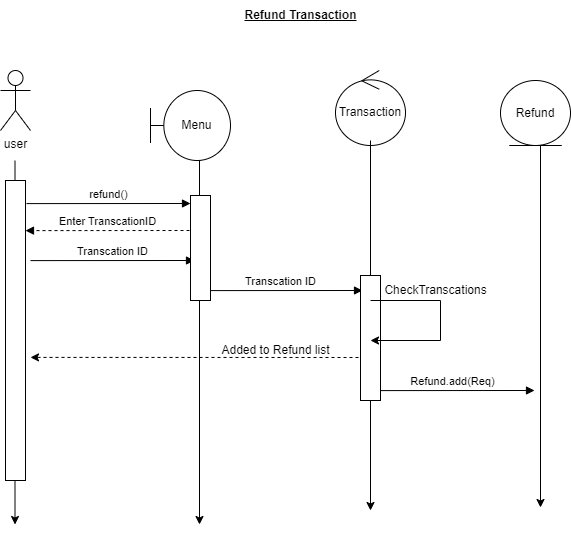 Refund Transaction
user
Menu
Transaction
Refund
refund()
Enter TranscationID
Transcation ID
Transcation ID
CheckTranscations
Added to Refund list
Refund.add(Req)